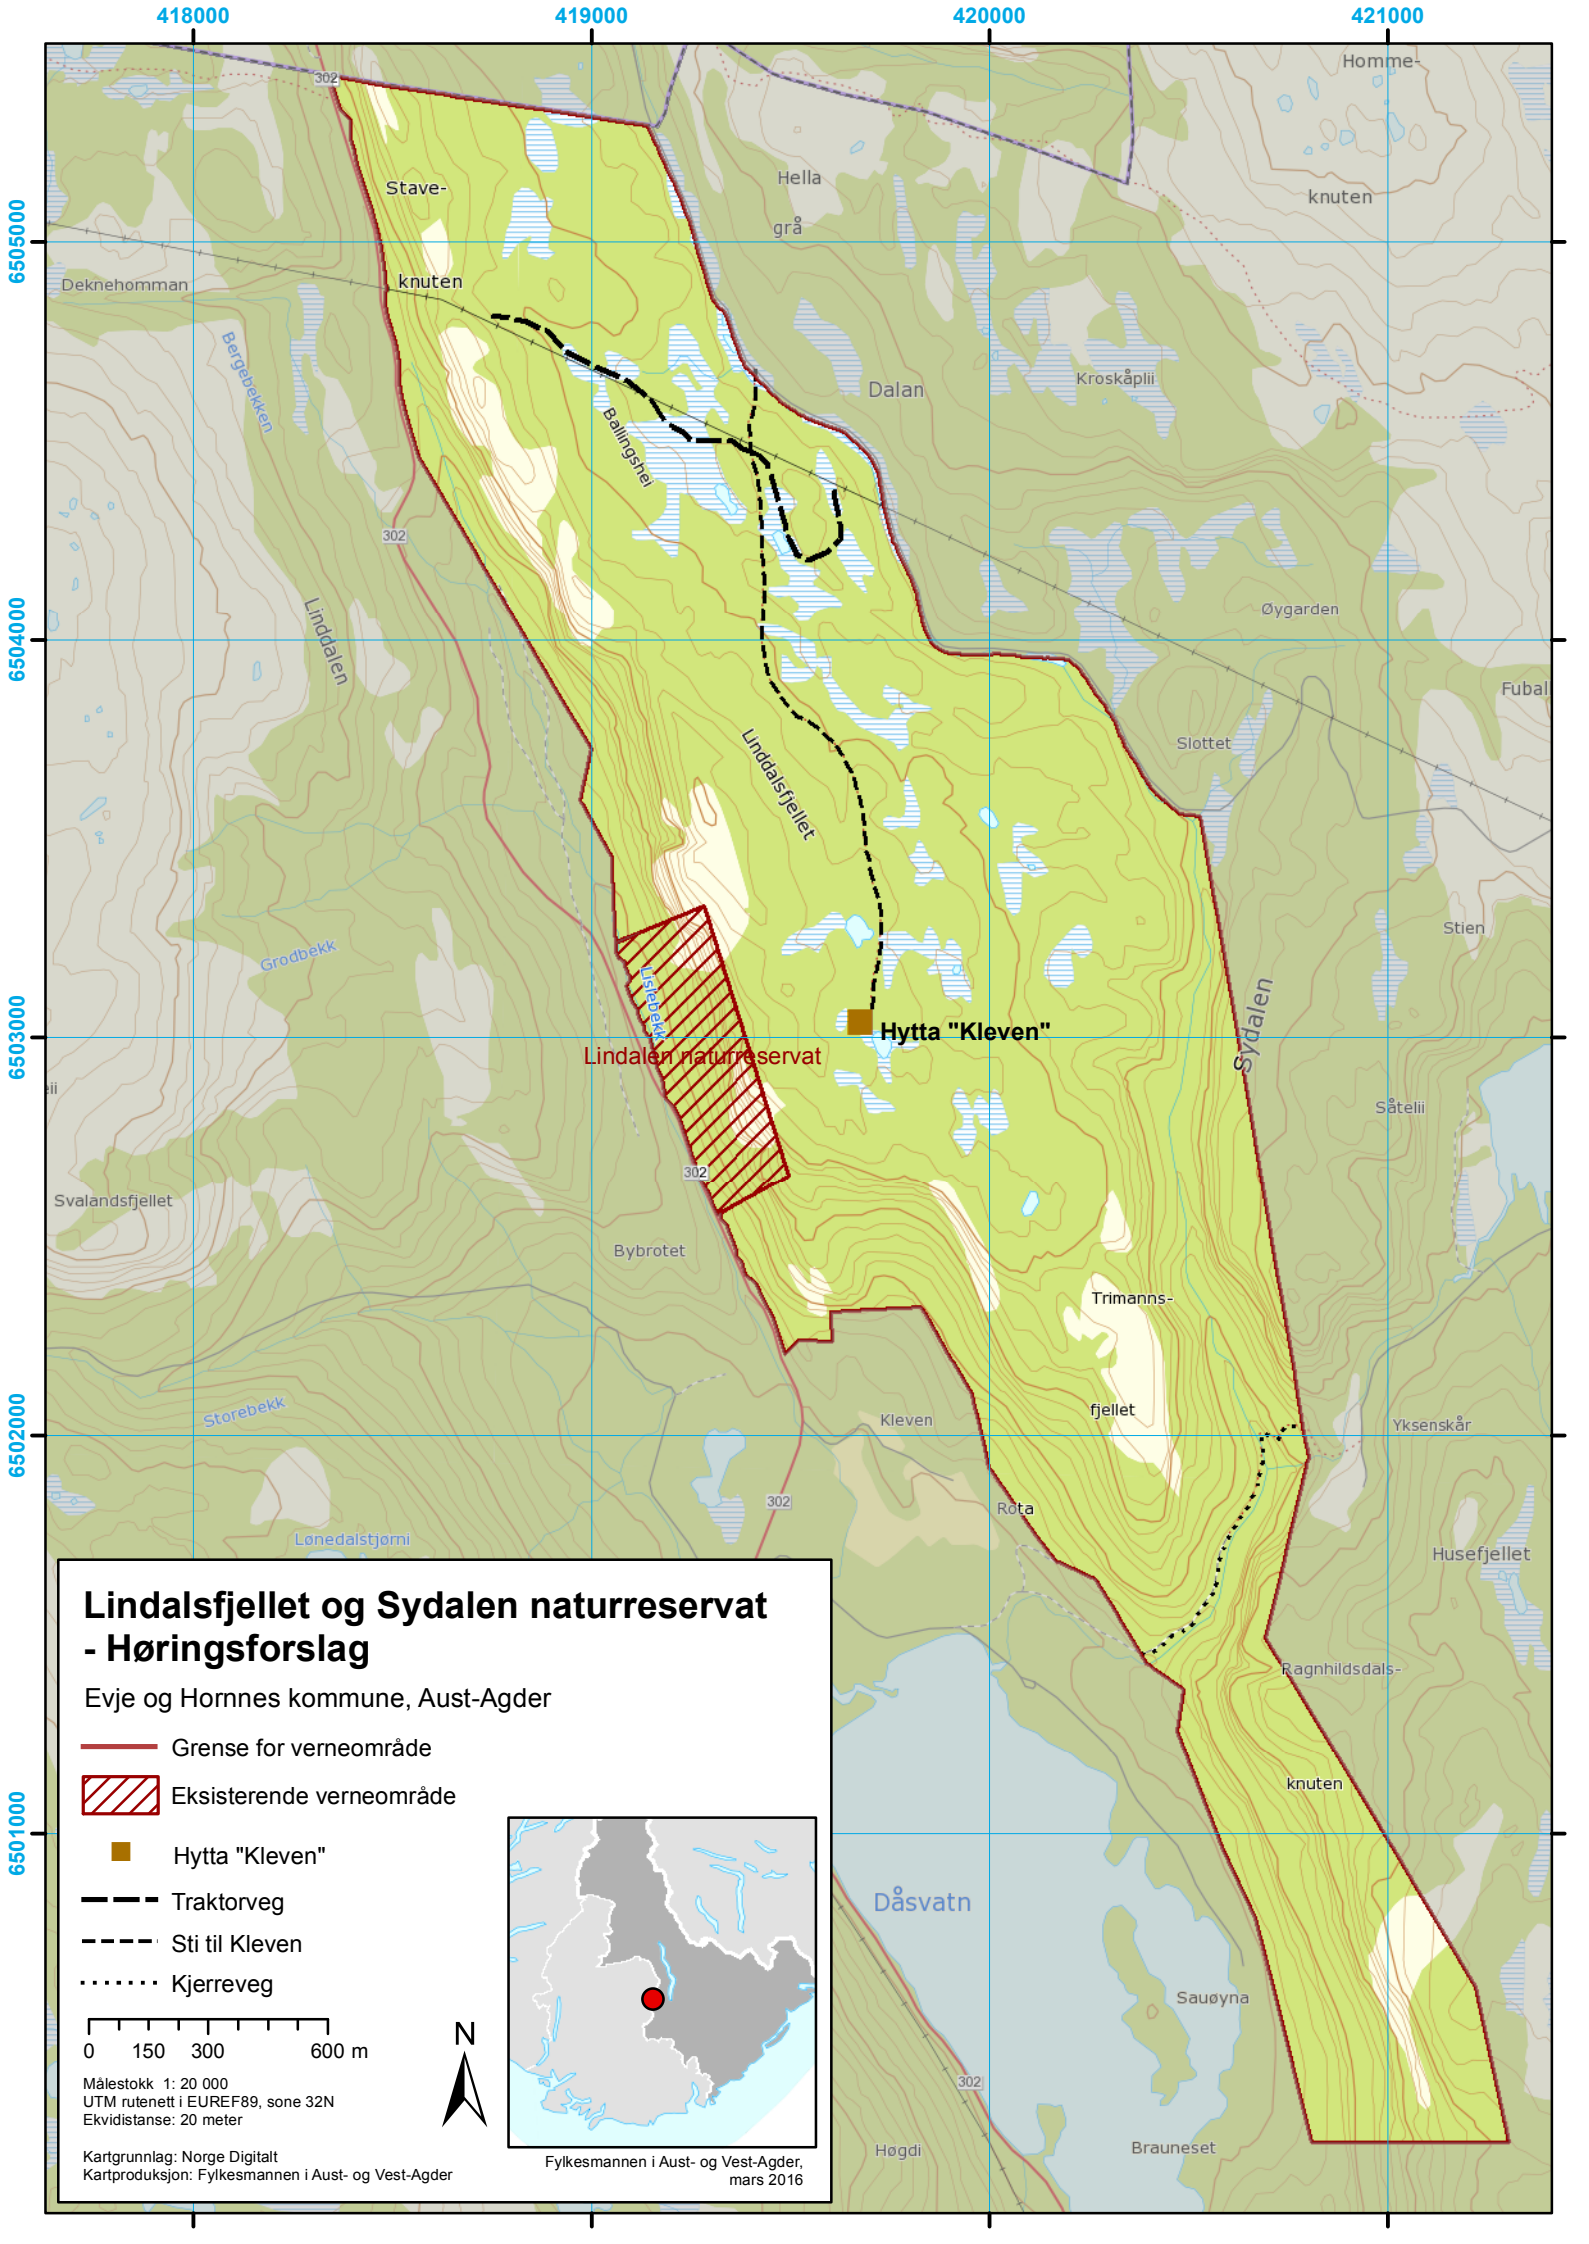 418000
419000
420000
421000
6505000
6504000
6503000
6502000
6501000
302
Homme-
knuten
Hella
grå
Stave-
knuten
Deknehomman
Bergebekken
Dalan
Kroskåplii
Ballingshei
302
Linddalen
Øygarden
Fubal
Slottet
Linddalsfjellet
Stien
Grodbekk
Lislebekk
Sydalen
Hytta "Kleven"
Lindalen naturreservat
Såtelii
302
Svalandsfjellet
Bybrotet
Trimanns-
fjellet
Storebekk
Kleven
Yksenskår
302
Røta
Lønedalstjørni
Husefjellet
Ragnhildsdals-
knuten
Dåsvatn
Sauøyna
302
Høgdi
Brauneset
Lindalsfjellet og Sydalen naturreservat
- Høringsforslag
Evje og Hornnes kommune, Aust-Agder
Grense for verneområde
Eksisterende verneområde
Hytta "Kleven"
Traktorveg
Sti til Kleven
Kjerreveg
0 150 300 600 m
N
Målestokk 1: 20 000
UTM rutenett i EUREF89, sone 32N
Ekvidistanse: 20 meter
Kartgrunnlag: Norge Digitalt
Kartproduksjon: Fylkesmannen i Aust- og Vest-Agder
Fylkesmannen i Aust- og Vest-Agder,
mars 2016